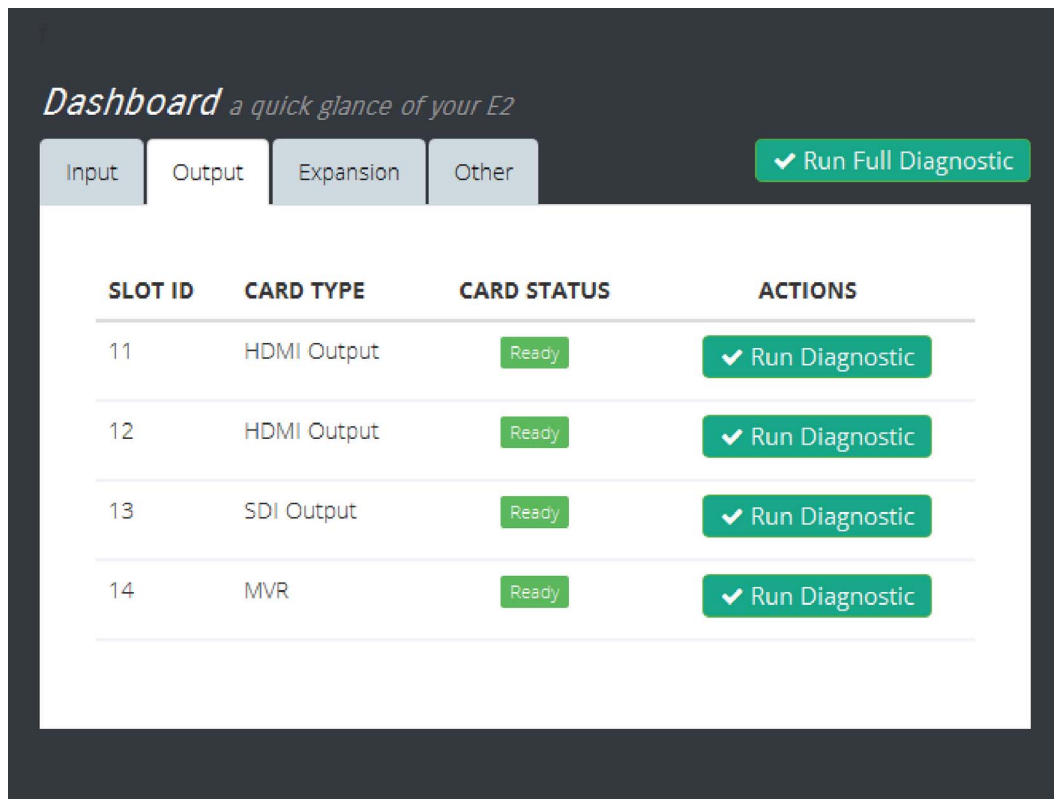 Dashboard a quick glance of your E2
Input Output Expansion Other ✔ Run Full Diagnostic
SLOT ID CARD TYPE CARD STATUS ACTIONS
11 HDMI Output Ready ✔ Run Diagnostic
12 HDMI Output Ready ✔ Run Diagnostic
13 SDI Output Ready ✔ Run Diagnostic
14 MVR Ready ✔ Run Diagnostic